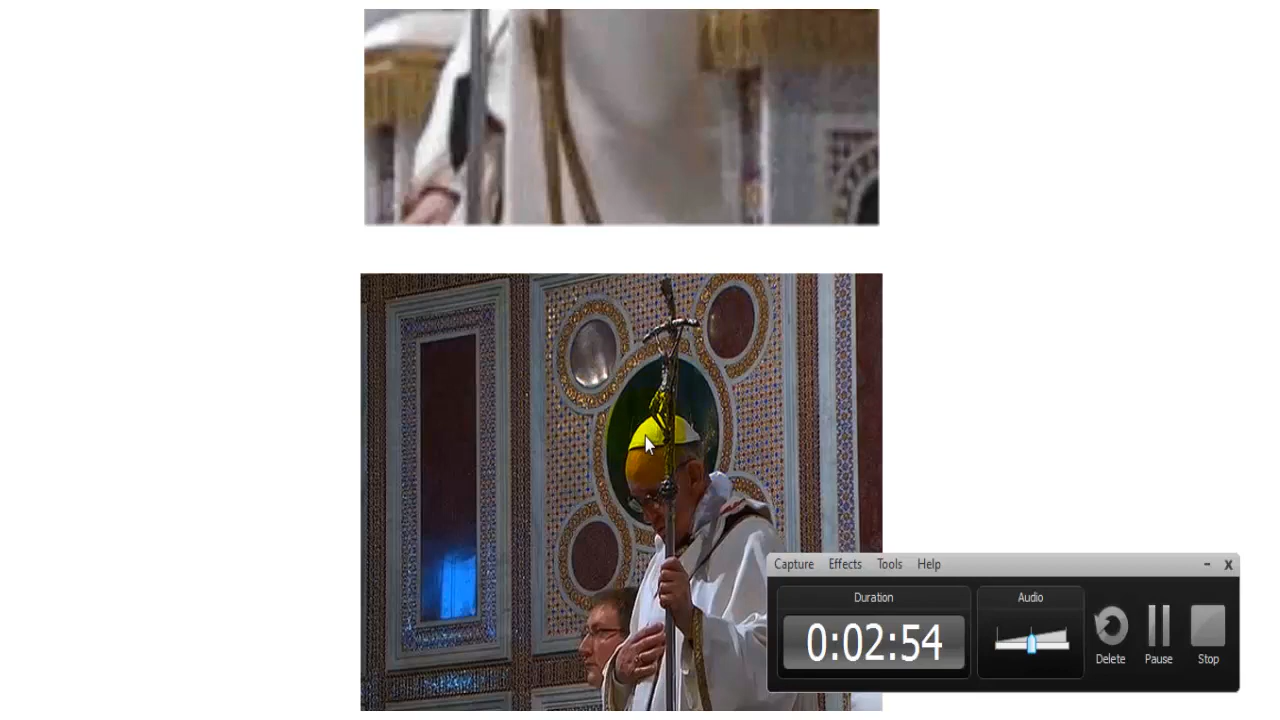 Capture Effects Tools Help
Duration
Audio
0:02:54
Delete
Pause
Stop